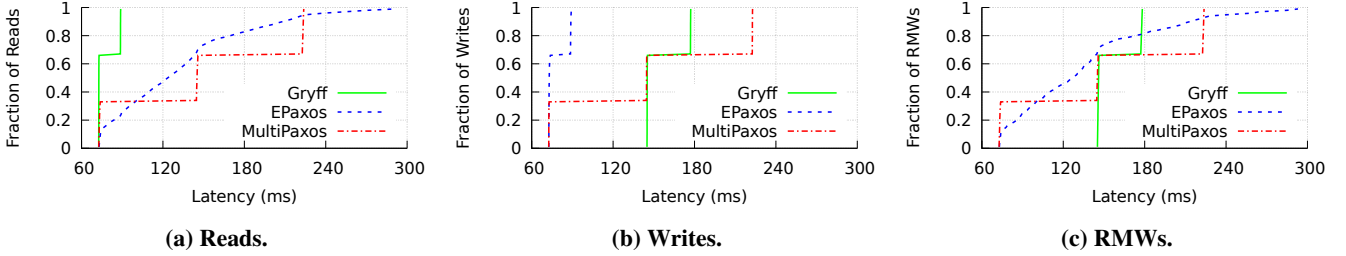 Fraction of Reads
1
0.8
0.6
0.4
0.2
0
60
120
180
240
300
Gryff
EPaxos
MultiPaxos
Latency (ms)
(a) Reads.
Fraction of Writes
1
0.8
0.6
0.4
0.2
0
60
120
180
240
300
Gryff
EPaxos
MultiPaxos
Latency (ms)
(b) Writes.
Fraction of RMWs
1
0.8
0.6
0.4
0.2
0
60
120
180
240
300
Gryff
EPaxos
MultiPaxos
Latency (ms)
(c) RMWs.